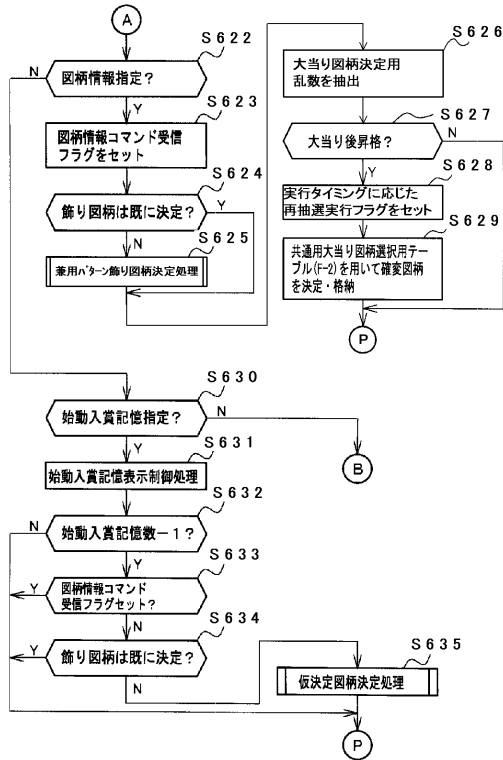 A
S622
図柄情報指定?
N
Y
S623
図柄情報コマンド受信
フラグをセット
S624
飾り図柄は既に決定?
Y
N
S625
兼用パターン飾り図柄決定処理
S626
大当り図柄決定用
乱数を抽出
S627
大当り後昇格?
N
Y
S628
実行タイミングに応じた
再抽選実行フラグをセット
S629
共通用大当り図柄選択用テー
ブル(F-2)を用いて確変図柄
を決定・格納
P
S630
始動入賞記憶指定?
N
Y
B
S631
始動入賞記憶表示制御処理
S632
始動入賞記憶数-1?
N
Y
S633
図柄情報コマンド
受信フラグセット?
Y
N
S634
飾り図柄は既に決定?
Y
N
S635
仮決定図柄決定処理
P